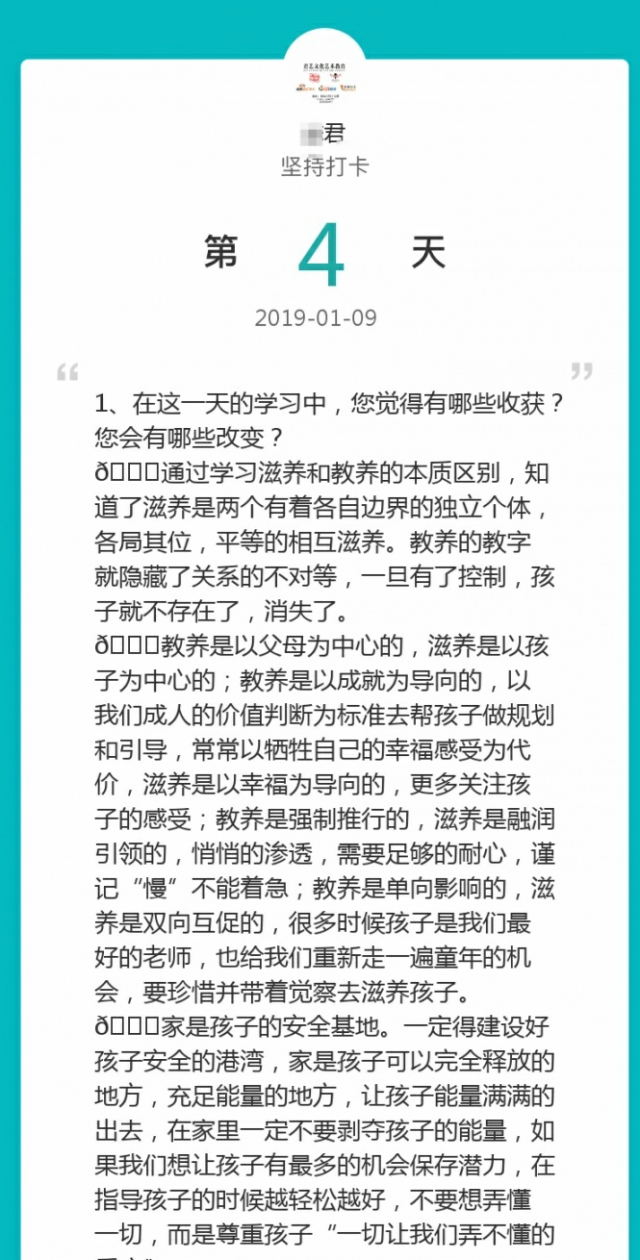 君
坚持打卡
第 4 天
2019-01-09
“ ”
1、在这一天的学习中，您觉得有哪些收获？
您会有哪些改变？
ð□□□通过学习滋养和教养的本质区别，知
道了滋养是两个有着各自边界的独立个体，
各局其位，平等的相互滋养。教养的教字
就隐藏了关系的不对等，一旦有了控制，孩
子就不存在了，消失了。
ð□□□教养是以父母为中心的，滋养是以孩
子为中心的；教养是以成就为导向的，以
我们成人的价值判断为标准去帮孩子做规划
和引导，常常以牺牲自己的幸福感受为代
价，滋养是以幸福为导向的，更多关注孩
子的感受；教养是强制推行的，滋养是融润
引领的，悄悄的渗透，需要足够的耐心，谨
记“慢”不能着急；教养是单向影响的，滋
养是双向互促的，很多时候孩子是我们最
好的老师，也给我们重新走一遍童年的机
会，要珍惜并带着觉察去滋养孩子。
ð□□□家是孩子的安全基地。一定得建设好
孩子安全的港湾，家是孩子可以完全释放的
地方，充足能量的地方，让孩子能量满满的
出去，在家里一定不要剥夺孩子的能量，如
果我们想让孩子有最多的机会保存潜力，在
指导孩子的时候越轻松越好，不要想弄懂
一切，而是尊重孩子“一切让我们弄不懂的